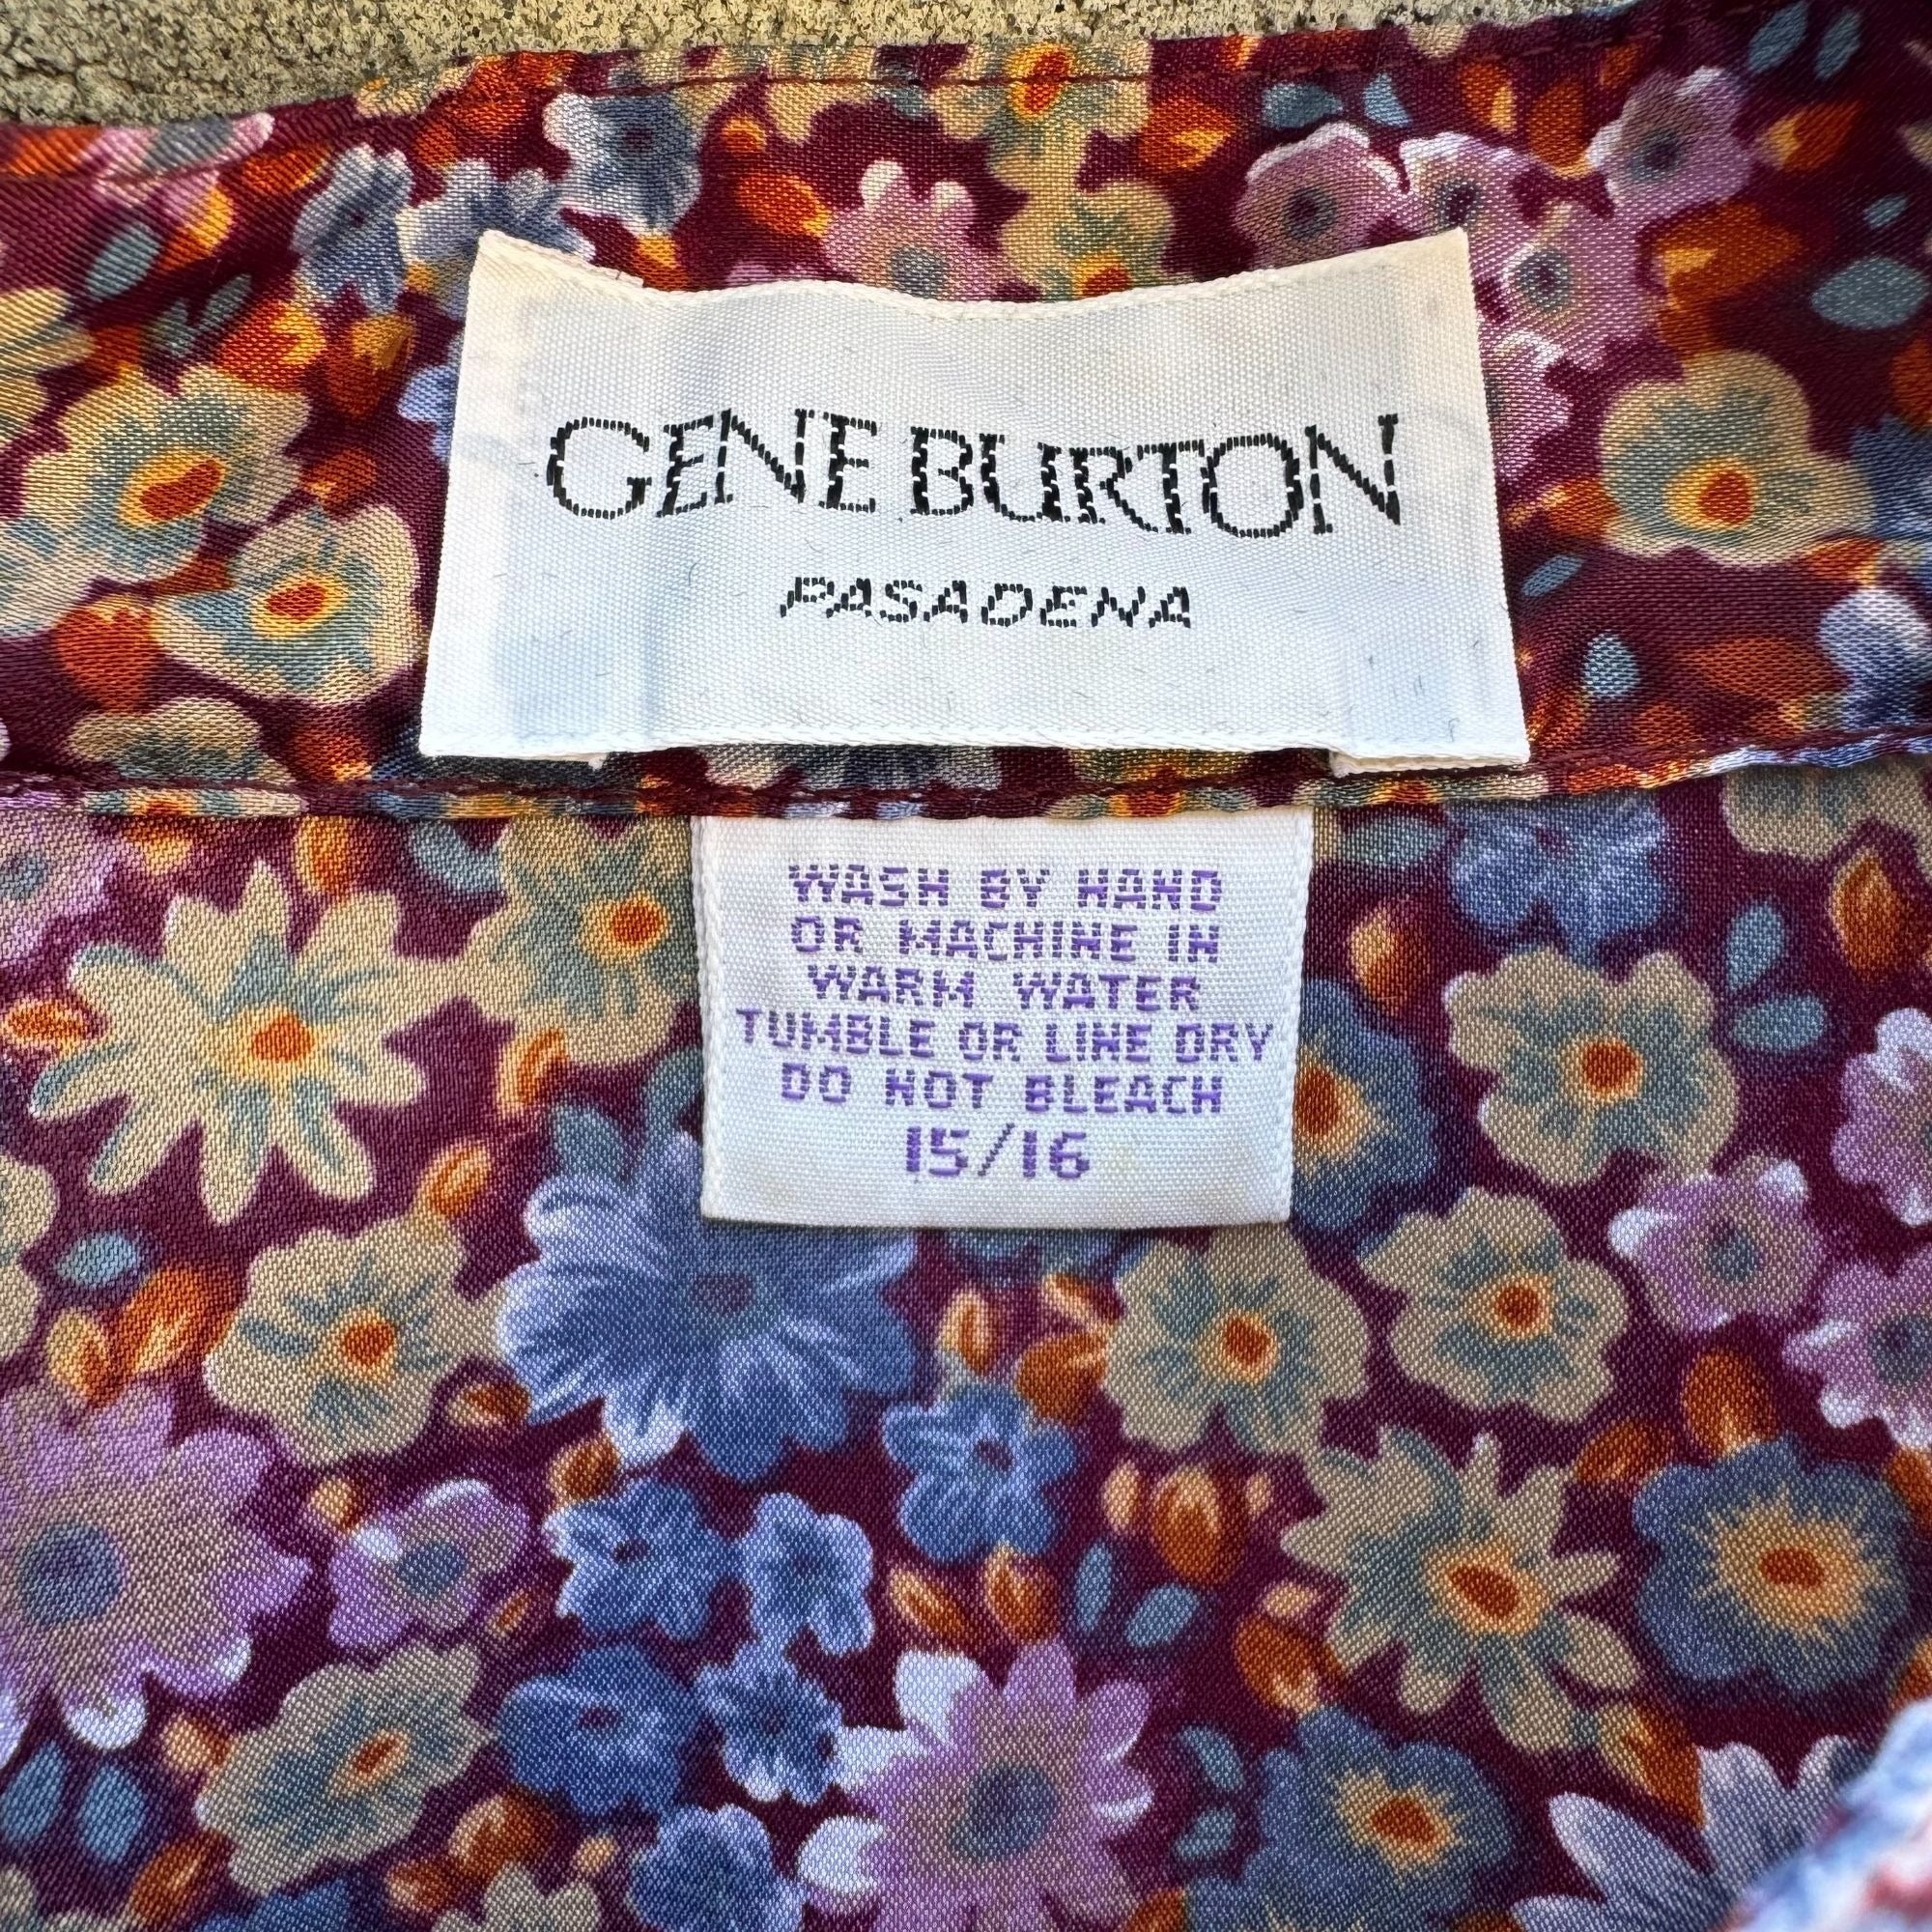 GENE BURTON
PASADENA
WASH BY HAND
OR MACHINE IN
WARM WATER
TUMBLE OR LINE DRY
DO NOT BLEACH
15/16